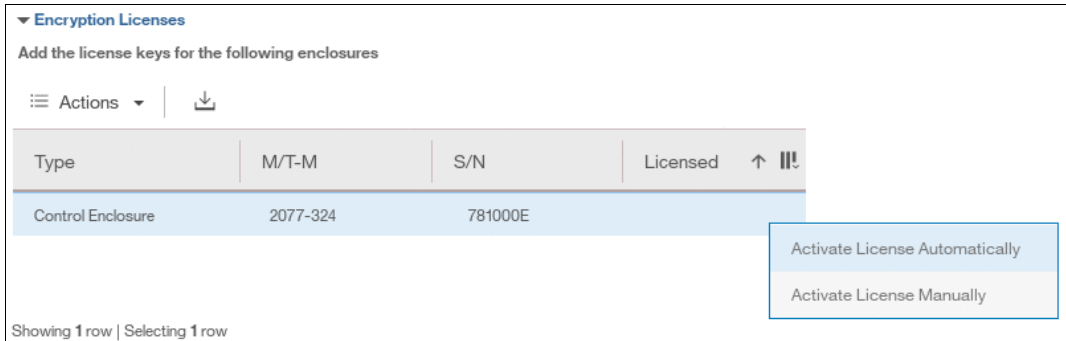 Encryption Licenses
Add the license keys for the following enclosures
Actions
Type M/T-M S/N Licensed
Control Enclosure 2077-324 781000E
Activate License Automatically
Activate License Manually
Showing 1 row | Selecting 1 row